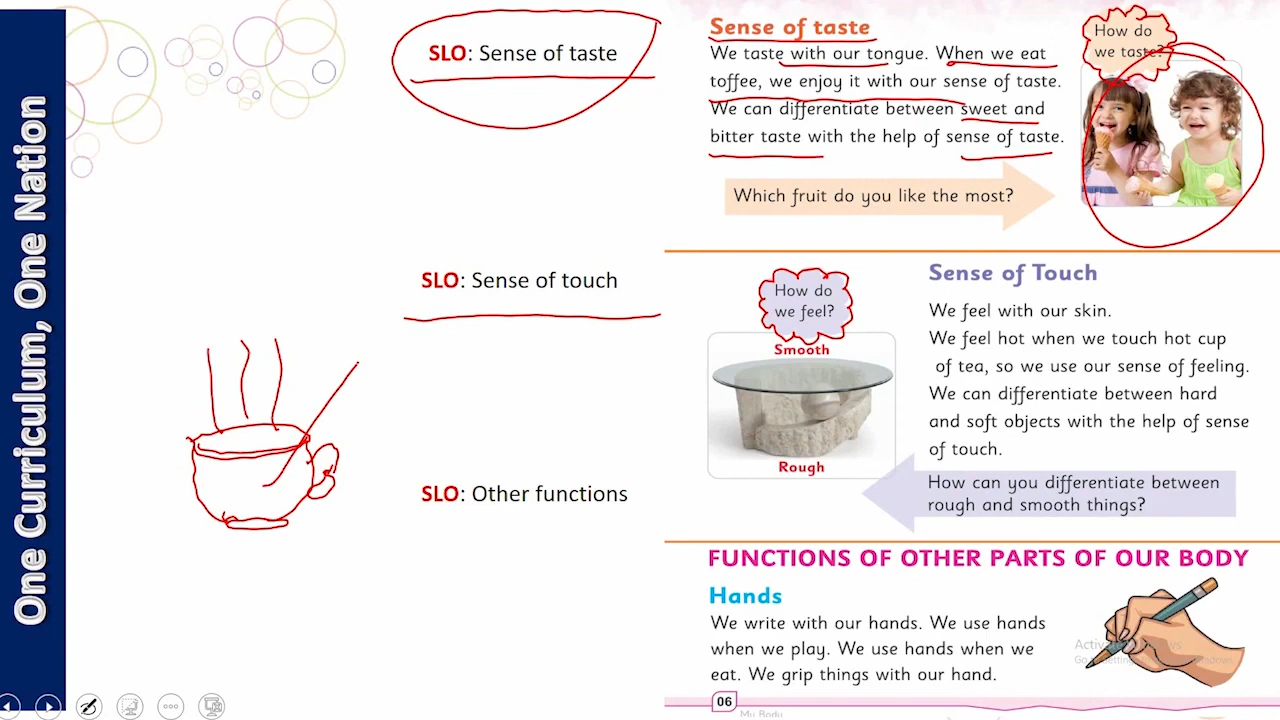 One Curriculum, One Nation
SLO: Sense of taste
SLO: Sense of touch
SLO: Other functions
Sense of taste
We taste with our tongue. When we eat
toffee, we enjoy it with our sense of taste.
We can differentiate between sweet and
bitter taste with the help of sense of taste.
How do
we taste?
Which fruit do you like the most?
How do
we feel?
Smooth
Rough
Sense of Touch
We feel with our skin.
We feel hot when we touch hot cup
of tea, so we use our sense of feeling.
We can differentiate between hard
and soft objects with the help of sense
of touch.
How can you differentiate between
rough and smooth things?
FUNCTIONS OF OTHER PARTS OF OUR BODY
Hands
We write with our hands. We use hands
when we play. We use hands when we
eat. We grip things with our hand.
06
My Body